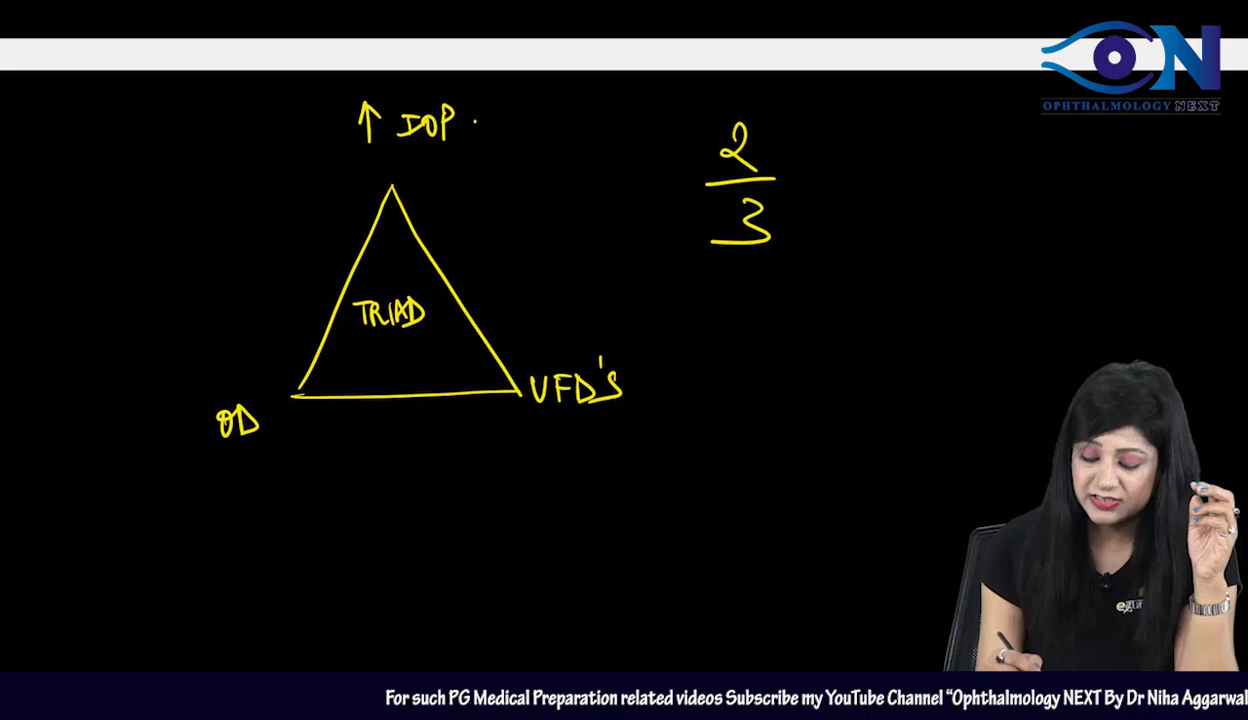 ON
OPHTHALMOLOGY NEXT
↑ IOP
2
3
TRIAD
VFD'S
OD
For such PG Medical Preparation related videos Subscribe my YouTube Channel “Ophthalmology NEXT By Dr Niha Aggarwal